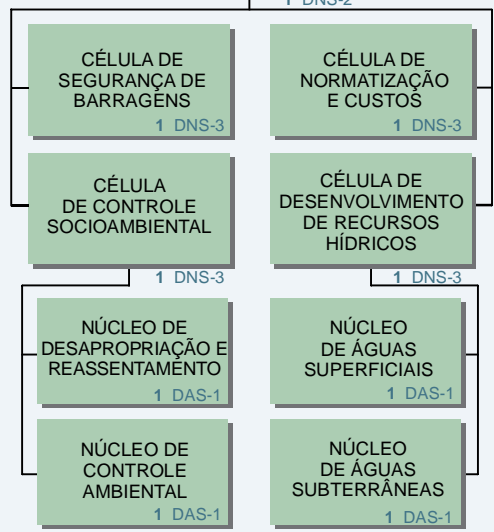 1 DNS-2
CÉLULA DE
SEGURANÇA DE
BARRAGENS
1 DNS-3
CÉLULA DE
NORMATIZAÇÃO
E CUSTOS
1 DNS-3
CÉLULA
DE CONTROLE
SOCIOAMBIENTAL
1 DNS-3
CÉLULA DE
DESENVOLVIMENTO
DE RECURSOS
HÍDRICOS
1 DNS-3
NÚCLEO DE
DESAPROPRIAÇÃO E
REASSENTAMENTO
1 DAS-1
NÚCLEO
DE ÁGUAS
SUPERFICIAIS
1 DAS-1
NÚCLEO DE
CONTROLE
AMBIENTAL
1 DAS-1
NÚCLEO
DE ÁGUAS
SUBTERRÂNEAS
1 DAS-1